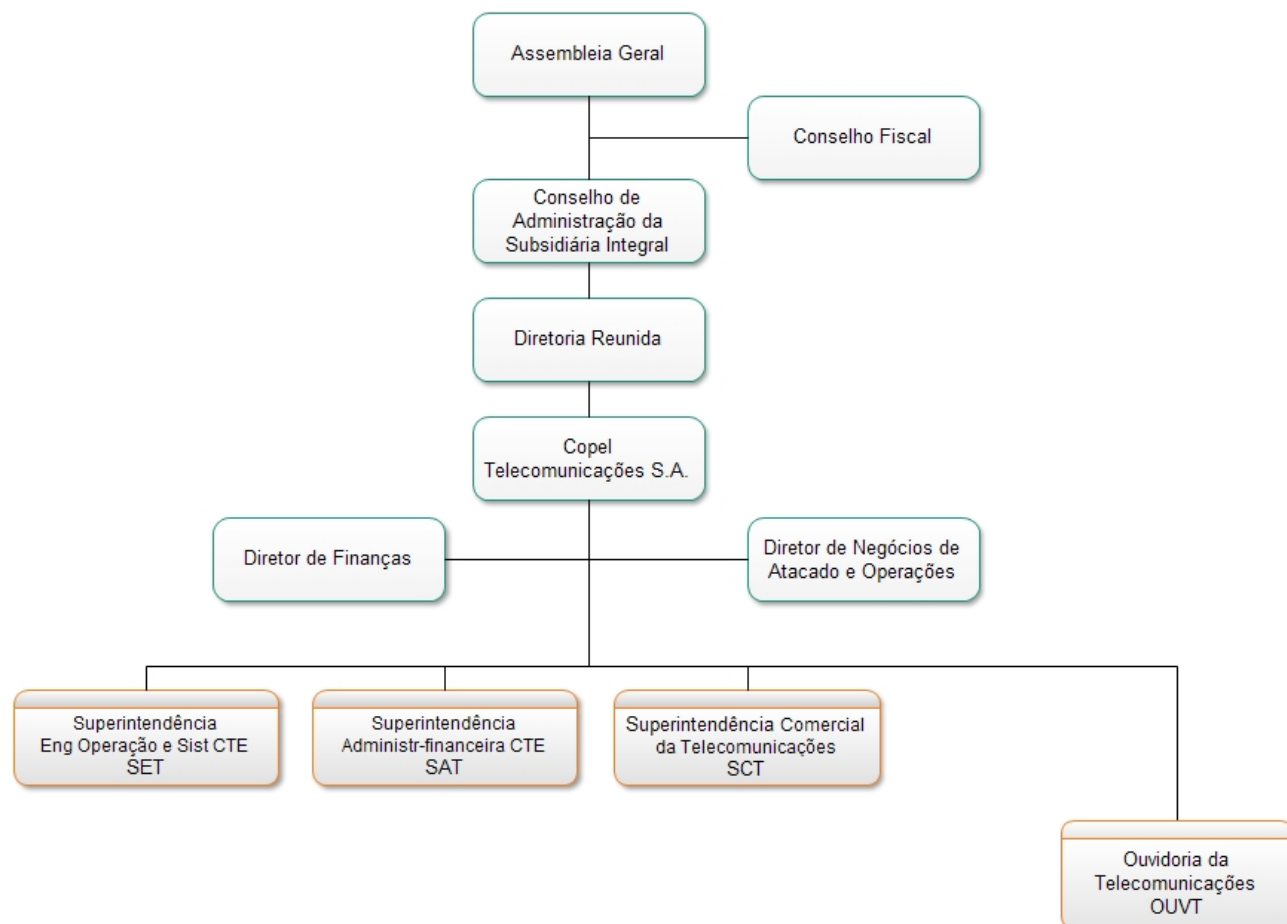 Assembleia Geral
Conselho Fiscal
Conselho de
Administração da
Subsidiária Integral
Diretoria Reunida
Copel
Telecomunicações S.A.
Diretor de Finanças
Diretor de Negócios de
Atacado e Operações
Superintendência
Eng Operação e Sist CTE
SET
Superintendência
Administr-financeira CTE
SAT
Superintendência Comercial
da Telecomunicações
SCT
Ouvidoria da
Telecomunicações
OUVT